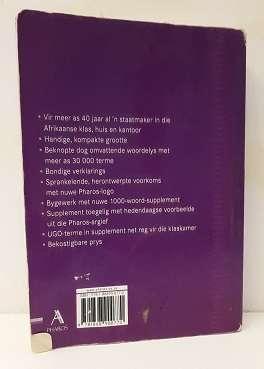 • Vir meer as 40 jaar al 'n staatmaker in die
Afrikaanse klas, huis en kantoor
• Handige, kompakte grootte
• Beknopte dog omvattende woordelys met
meer as 30 000 terme
• Bondige verklarings
• Sprankelende, herontwerpte voorkoms
met nuwe Pharos-logo
• Bygewerk met nuwe 1000-woord-supplement
• Supplement toegelig met hedendaagse voorbeelde
uit die Pharos-argief
• UGO-terme in supplement net reg vir die klaskamer
• Bekostigbare prys
PHAROS